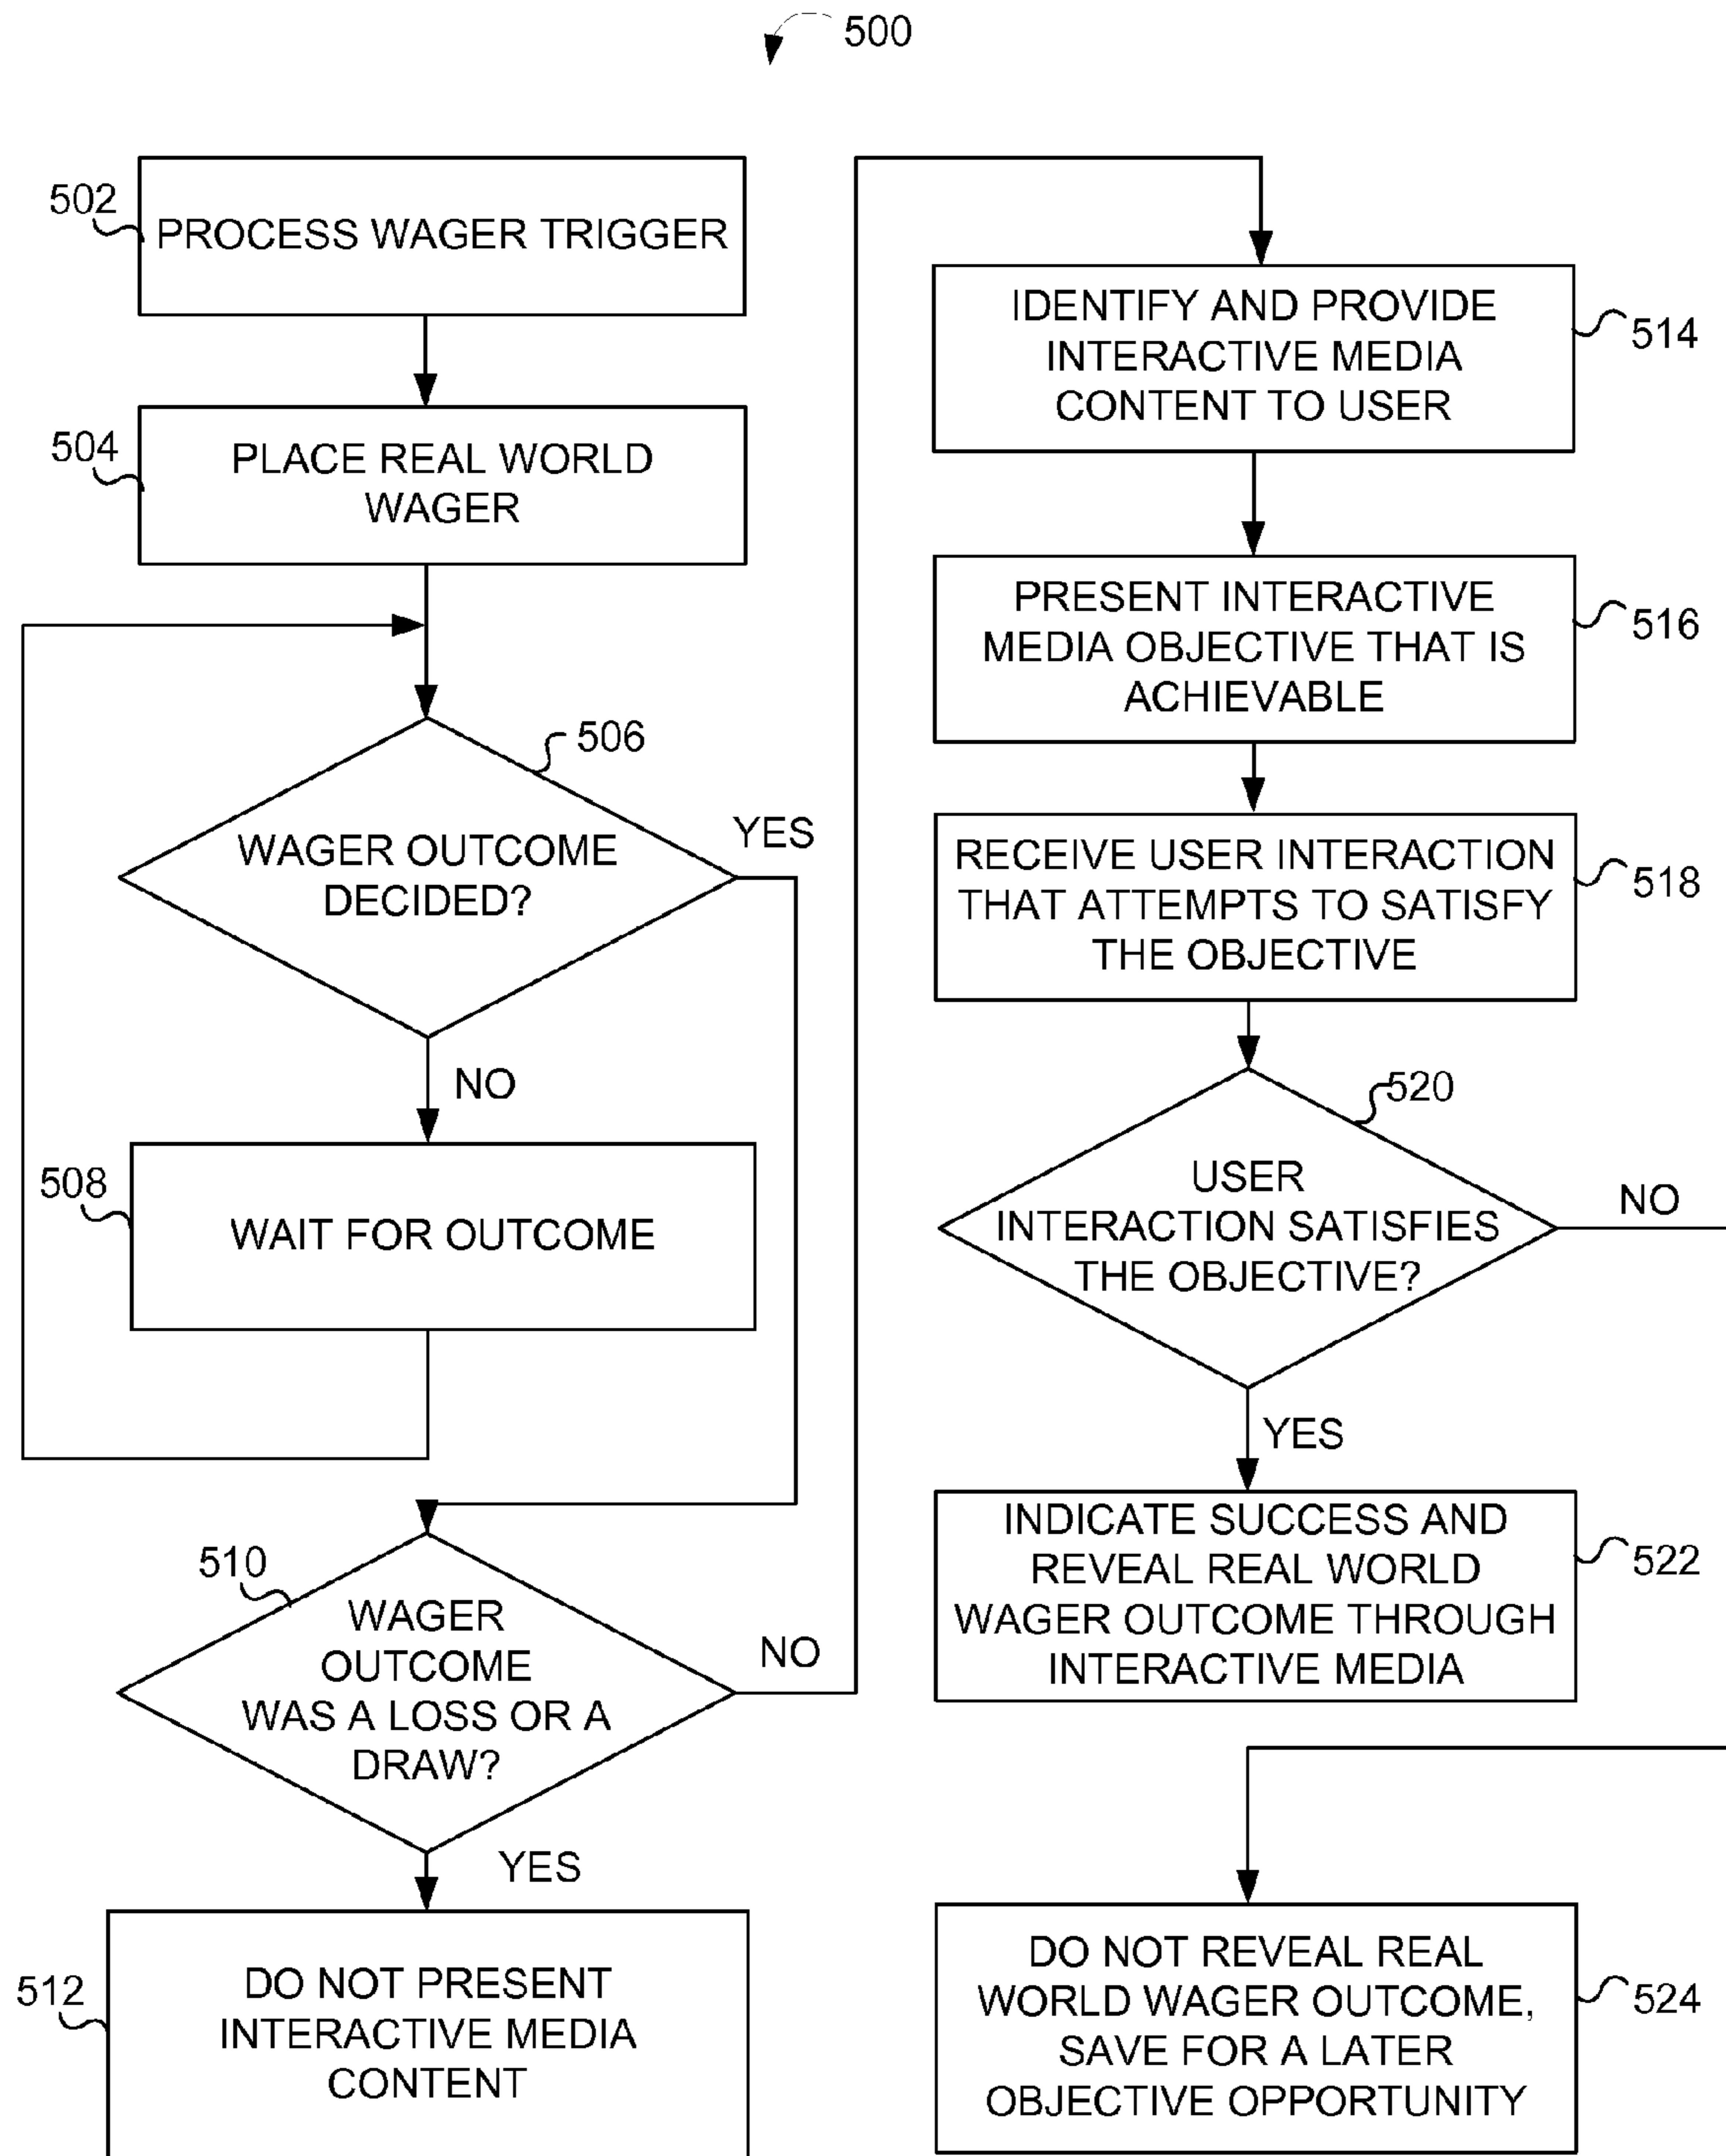 500
502
PROCESS WAGER TRIGGER
504
PLACE REAL WORLD
WAGER
506
WAGER OUTCOME
DECIDED?
YES
NO
508
WAIT FOR OUTCOME
510
WAGER
OUTCOME
WAS A LOSS OR A
DRAW?
NO
YES
512
DO NOT PRESENT
INTERACTIVE MEDIA
CONTENT
IDENTIFY AND PROVIDE
INTERACTIVE MEDIA
CONTENT TO USER
514
PRESENT INTERACTIVE
MEDIA OBJECTIVE THAT IS
ACHIEVABLE
516
RECEIVE USER INTERACTION
THAT ATTEMPTS TO SATISFY
THE OBJECTIVE
518
520
USER
INTERACTION SATISFIES
THE OBJECTIVE?
NO
YES
INDICATE SUCCESS AND
REVEAL REAL WORLD
WAGER OUTCOME THROUGH
INTERACTIVE MEDIA
522
DO NOT REVEAL REAL
WORLD WAGER OUTCOME,
SAVE FOR A LATER
OBJECTIVE OPPORTUNITY
524